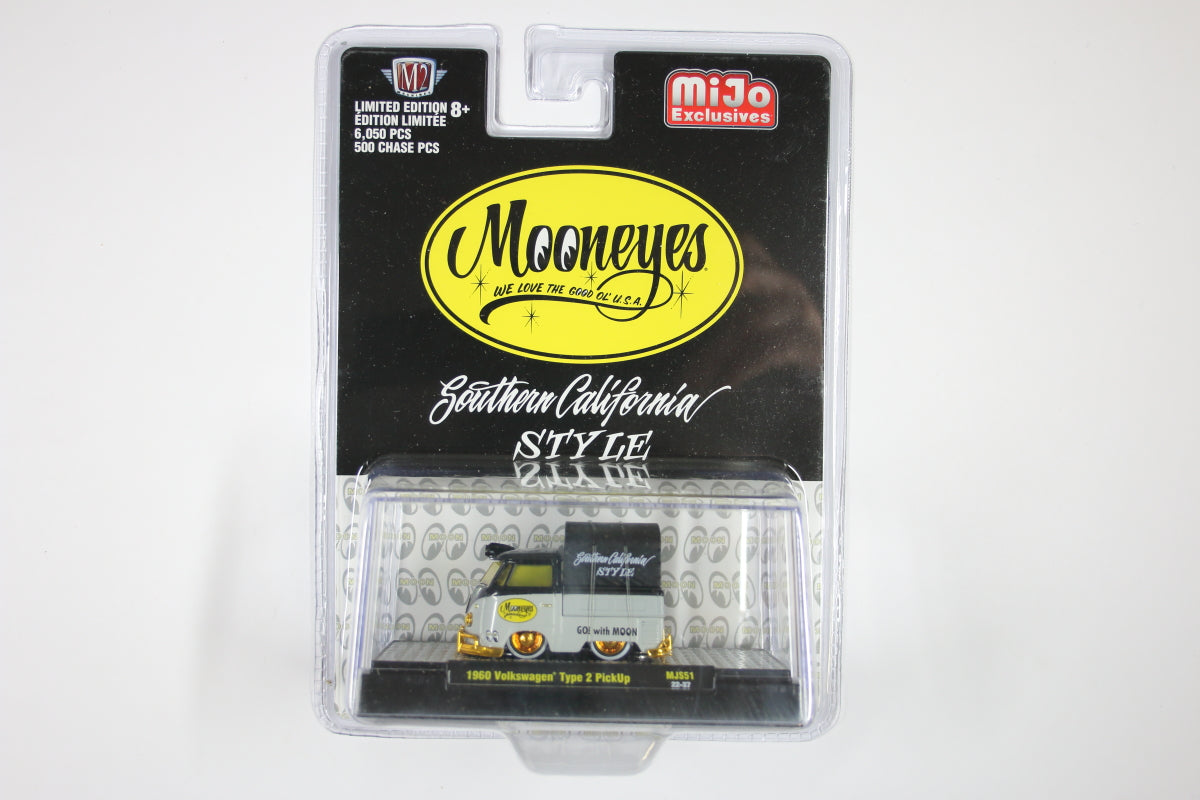 M2
MACHINES
LIMITED EDITION 8+
ÉDITION LIMITÉE
6,050 PCS
500 CHASE PCS
MiJo
Exclusives
Mooneyes
WE LOVE THE GOOD OL' U.S.A.
Southern California
STYLE
MOON
Southern California
STYLE
Mooneyes
GO! with MOON
1960 Volkswagen® Type 2 PickUp
MJS51
22-37